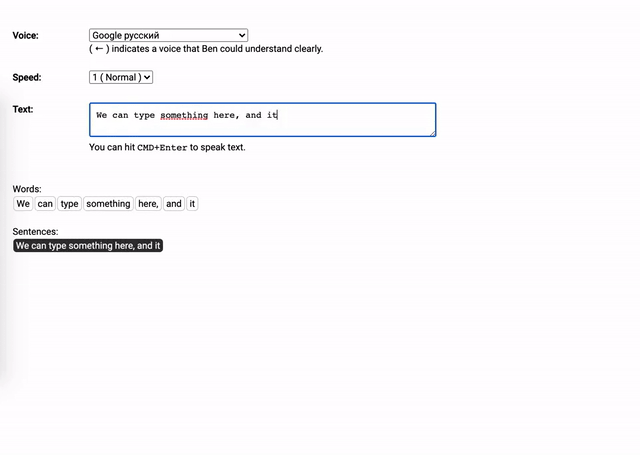 Voice: Google русский
( ← ) indicates a voice that Ben could understand clearly.
Speed: 1 ( Normal )
Text: We can type something here, and it
You can hit CMD+Enter to speak text.
Words:
We can type something here, and it
Sentences:
We can type something here, and it